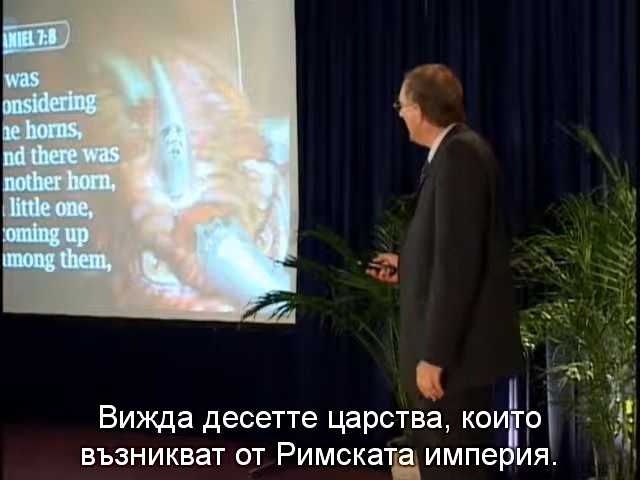 ANIEL 7:8
was
onsidering
he horns,
nd there was
nother horn,
little one,
oming up
among them,
Вижда десетте царства, които
възникват от Римската империя.